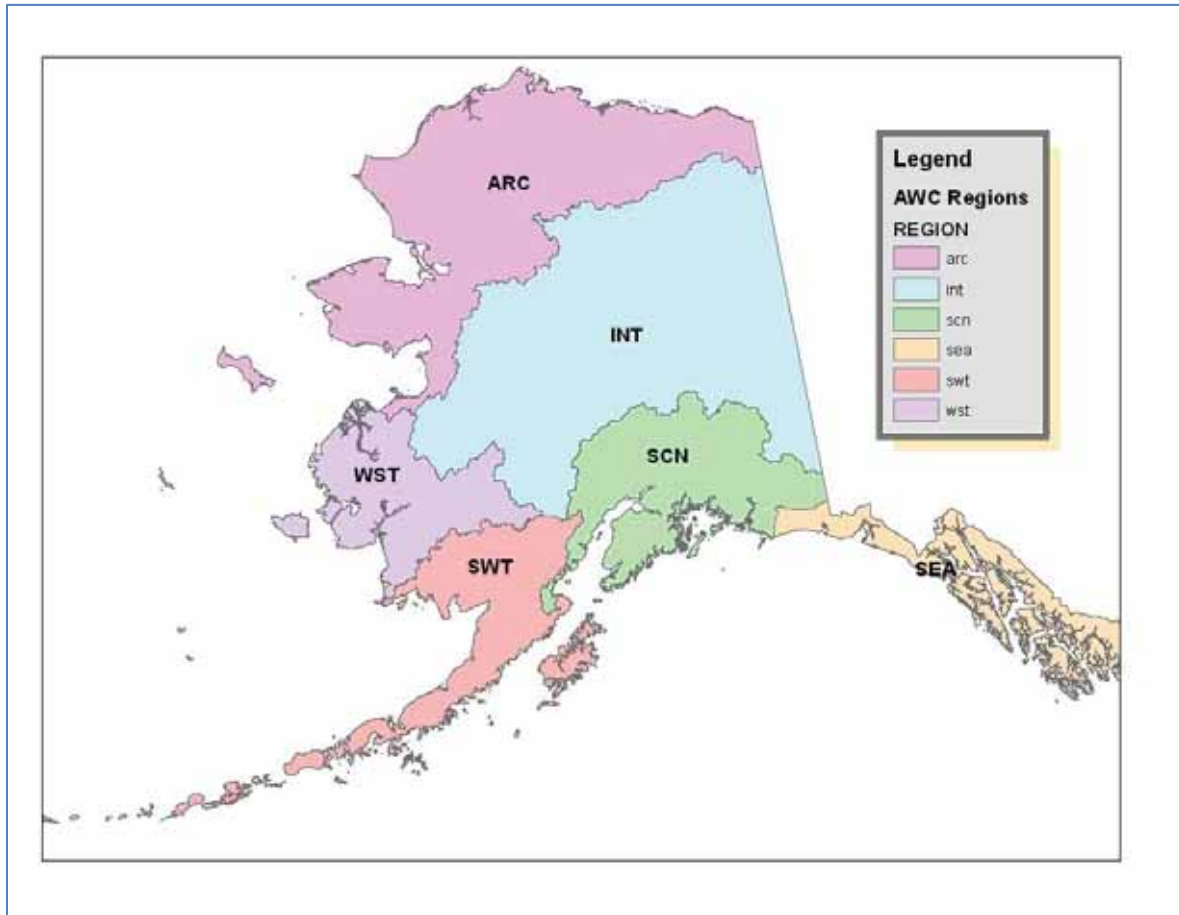 ARC
INT
SCN
WST
SWT
SEA
Legend
AWC Regions
REGION
arc
int
scn
sea
swt
wst